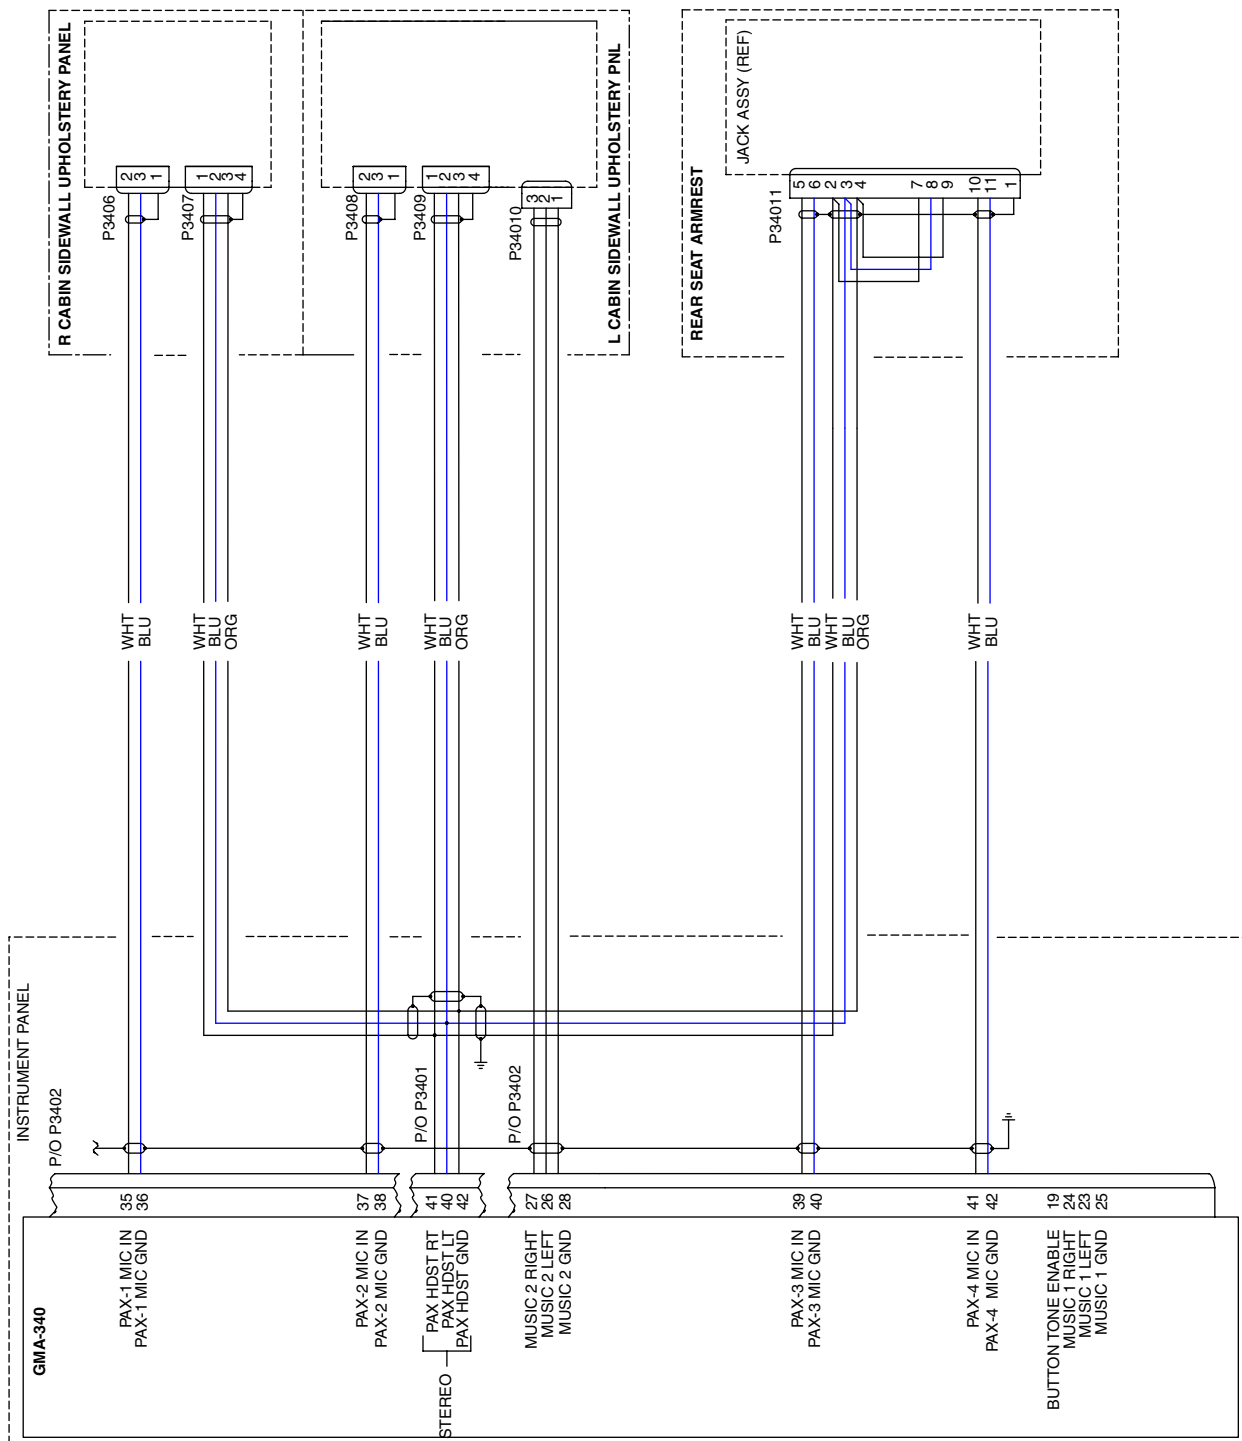 R CABIN SIDEWALL UPHOLSTERY PANEL
L CABIN SIDEWALL UPHOLSTERY PNL
REAR SEAT ARMREST
JACK ASSY (REF)
P3406
2
3
1
P3407
1
2
3
4
P3408
2
3
1
P3409
1
2
3
4
P34010
3
2
1
P34011
5
6
2
3
4
7
8
9
10
11
1
WHT
BLU
WHT
BLU
ORG
WHT
BLU
WHT
BLU
ORG
WHT
BLU
WHT
BLU
ORG
WHT
BLU
INSTRUMENT PANEL
P/O P3402
P/O P3401
P/O P3402
35
36
37
38
41
40
42
27
26
28
39
40
41
42
19
24
23
25
GMA-340
PAX-1 MIC IN
PAX-1 MIC GND
PAX-2 MIC IN
PAX-2 MIC GND
PAX HDST RT
PAX HDST LT
PAX HDST GND
STEREO
MUSIC 2 RIGHT
MUSIC 2 LEFT
MUSIC 2 GND
PAX-3 MIC IN
PAX-3 MIC GND
PAX-4 MIC IN
PAX-4 MIC GND
BUTTON TONE ENABLE
MUSIC 1 RIGHT
MUSIC 1 LEFT
MUSIC 1 GND